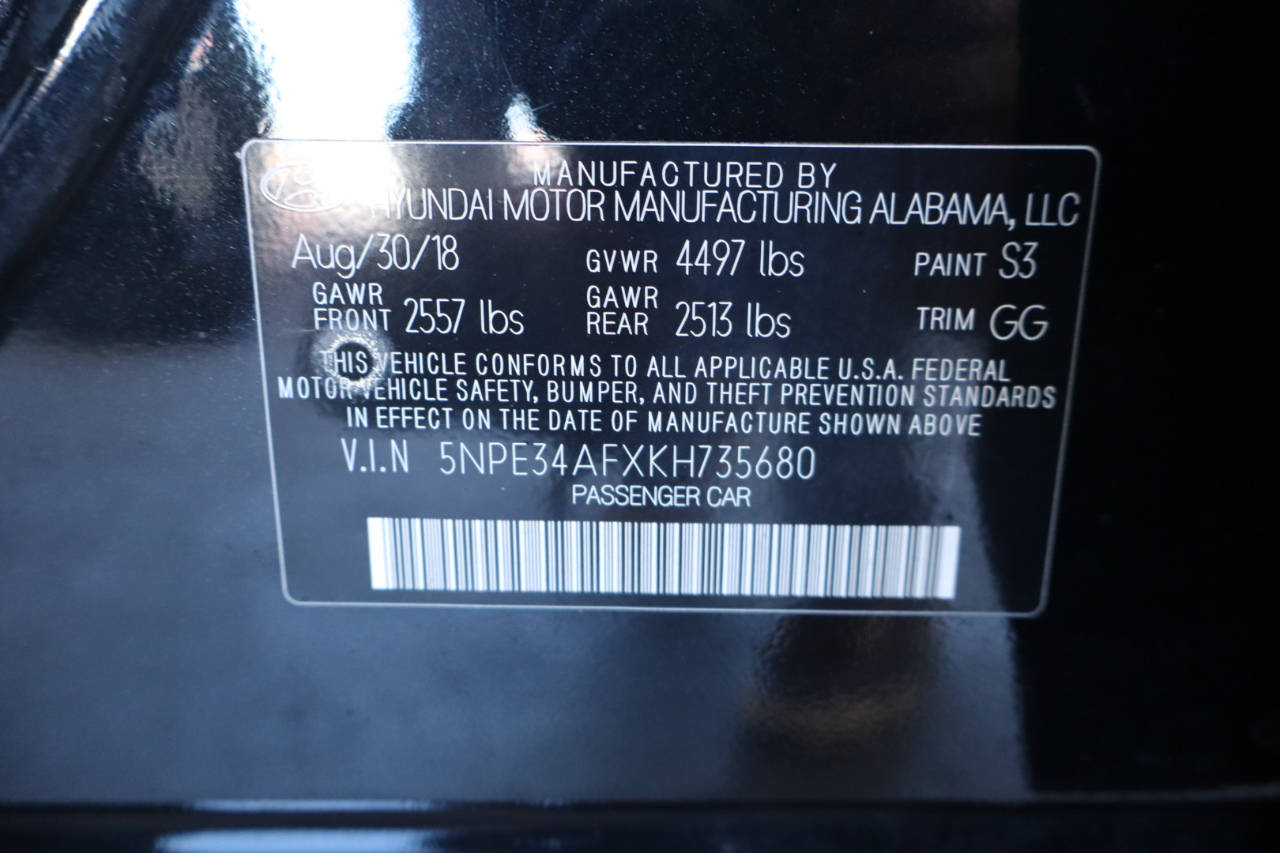 MANUFACTURED BY
HYUNDAI MOTOR MANUFACTURING ALABAMA, LLC
Aug/30/18 GVWR 4497 lbs PAINT S3
GAWR FRONT 2557 lbs GAWR REAR 2513 lbs TRIM GG
THIS VEHICLE CONFORMS TO ALL APPLICABLE U.S.A. FEDERAL
MOTOR VEHICLE SAFETY, BUMPER, AND THEFT PREVENTION STANDARDS
IN EFFECT ON THE DATE OF MANUFACTURE SHOWN ABOVE
V.I.N 5NPE34AFXKH735680
PASSENGER CAR